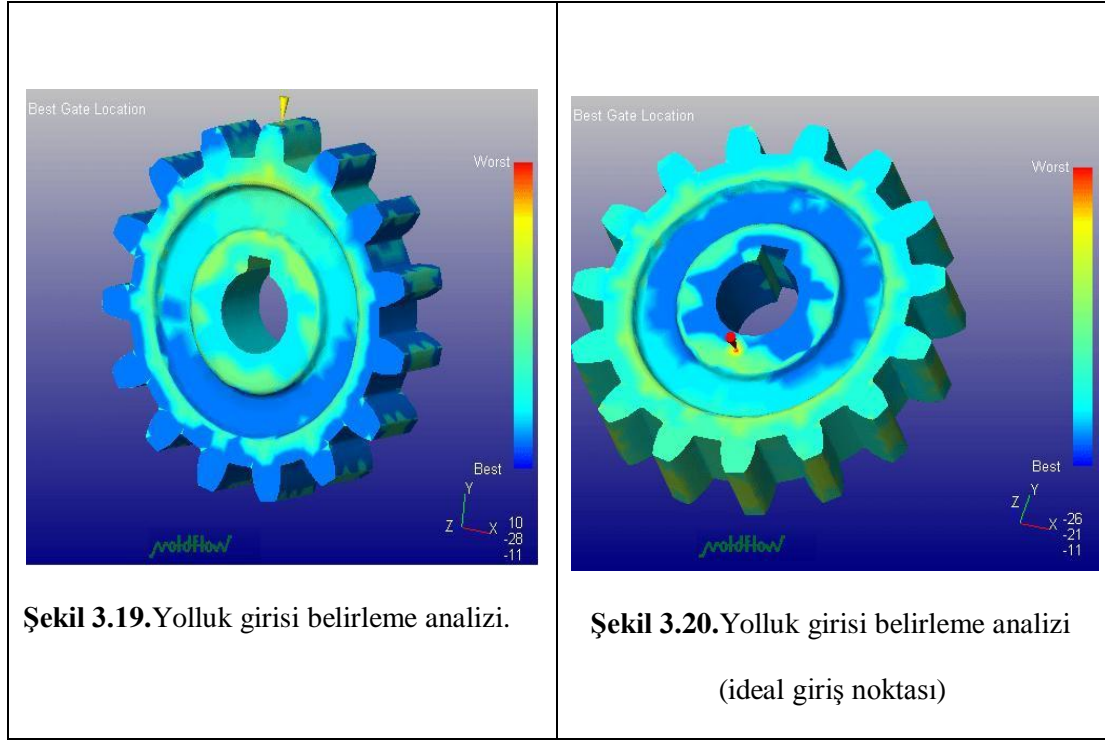 Best Gate Location
Worst
Best
Y
Z
X
10
-28
-11
moldflow
Şekil 3.19.Yolluk girisi belirleme analizi.
Best Gate Location
Worst
Best
Y
Z
X
-26
-21
-11
moldflow
Şekil 3.20.Yolluk girisi belirleme analizi
(ideal giriş noktası)